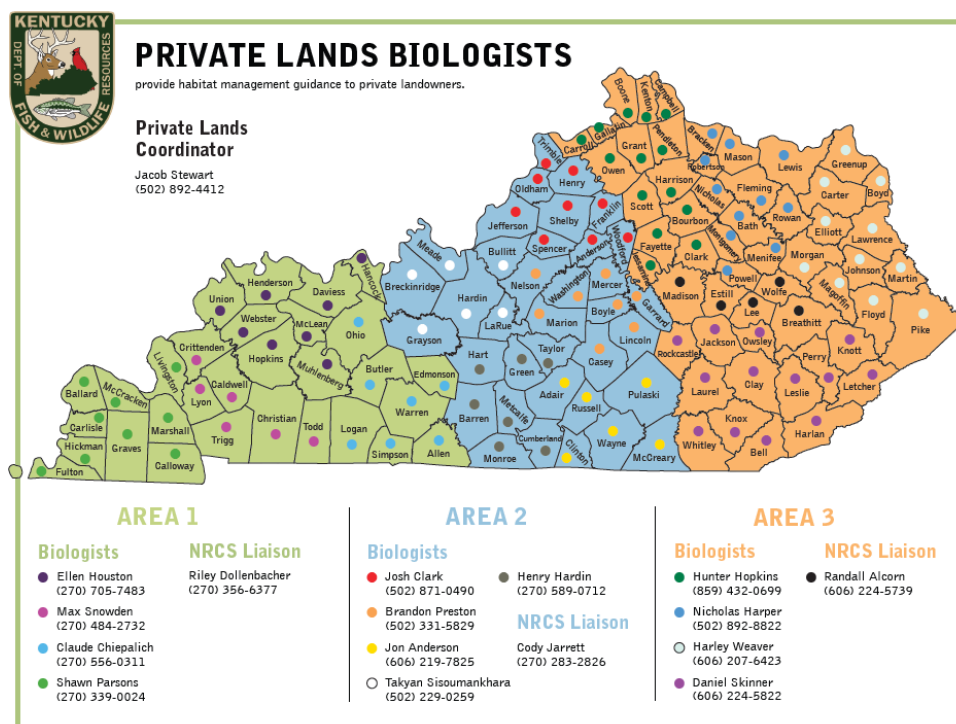 KENTUCKY
DEPT. OF
FISH & WILDLIFE
RESOURCES
PRIVATE LANDS BIOLOGISTS
provide habitat management guidance to private landowners.
Private Lands
Coordinator
Jacob Stewart
(502) 892-4412
Boone
Kenton
Campbell
Gallatin
Carroll
Trimble
Grant
Pendleton
Owen
Bracken
Robertson
Mason
Lewis
Greenup
Oldham
Henry
Harrison
Nicholas
Fleming
Carter
Boyd
Scott
Franklin
Shelby
Jefferson
Bourbon
Bath
Rowan
Elliott
Lawrence
Spencer
Anderson
Woodford
Fayette
Jessamine
Clark
Montgomery
Menifee
Morgan
Johnson
Martin
Meade
Bullitt
Breckinridge
Hancock
Nelson
Washington
Mercer
Madison
Powell
Estill
Wolfe
Lee
Magoffin
Floyd
Pike
Henderson
Daviess
Union
Webster
McLean
Ohio
Hardin
LaRue
Marion
Boyle
Garrard
Lincoln
Breathitt
Grayson
Rockcastle
Jackson
Owsley
Perry
Knott
Crittenden
Hopkins
Muhlenberg
Butler
Edmonson
Hart
Taylor
Green
Casey
Livingston
Caldwell
Lyon
Laurel
Clay
Leslie
Letcher
Ballard
McCracken
Warren
Barren
Metcalfe
Adair
Russell
Pulaski
Carlisle
Graves
Marshall
Trigg
Christian
Todd
Logan
Simpson
Allen
Monroe
Cumberland
Clinton
Wayne
McCreary
Whitley
Knox
Bell
Harlan
Hickman
Fulton
Calloway
AREA 1
Biologists
Ellen Houston
(270) 705-7483
Max Snowden
(270) 484-2732
Claude Chiepalich
(270) 556-0311
Shawn Parsons
(270) 339-0024
NRCS Liaison
Riley Dollenbacher
(270) 356-6377
AREA 2
Biologists
Josh Clark
(502) 871-0490
Brandon Preston
(502) 331-5829
Jon Anderson
(606) 219-7825
Takyan Sisoumankhara
(502) 229-0259
Henry Hardin
(270) 589-0712
NRCS Liaison
Cody Jarrett
(270) 283-2826
AREA 3
Biologists
Hunter Hopkins
(859) 432-0699
Nicholas Harper
(502) 892-8822
Harley Weaver
(606) 207-6423
Daniel Skinner
(606) 224-5822
NRCS Liaison
Randall Alcorn
(606) 224-5739